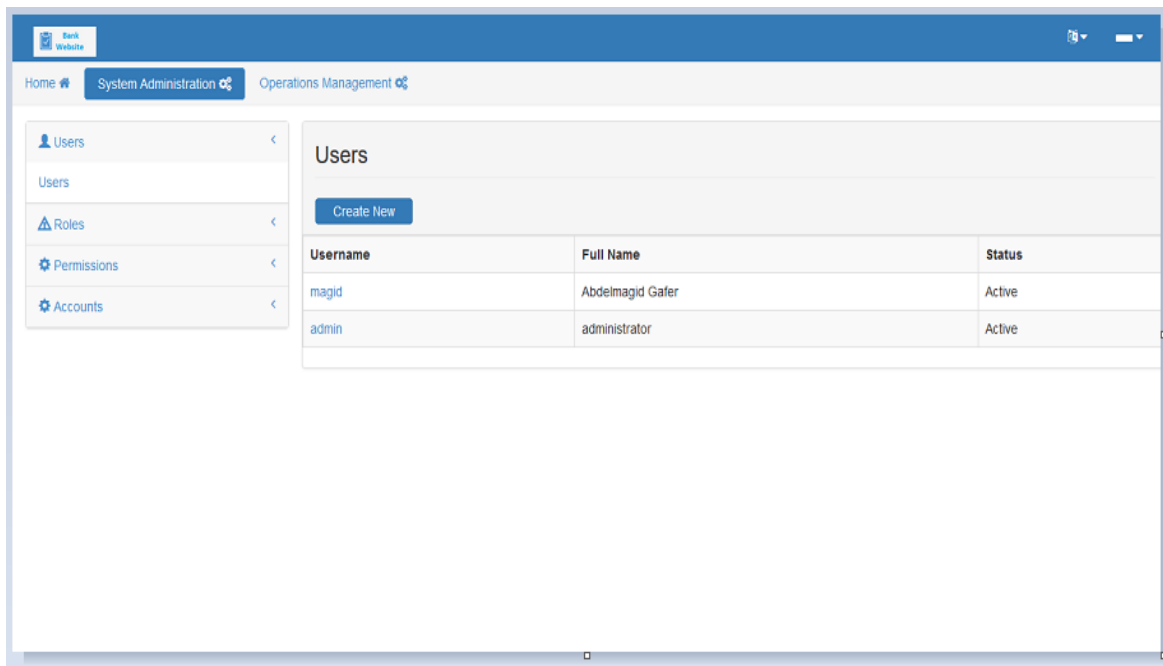 Bank
Website
Home
System Administration
Operations Management
Users
Users
Roles
Permissions
Accounts
Users
Create New
Username Full Name Status
magid Abdelmagid Gafer Active
admin administrator Active